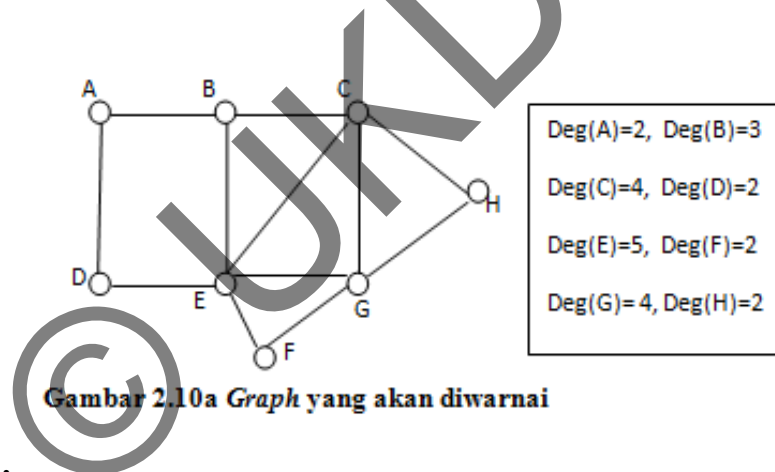 A B C
Deg(A)=2, Deg(B)=3
Deg(C)=4, Deg(D)=2
H
Deg(E)=5, Deg(F)=2
D E G
Deg(G)= 4, Deg(H)=2
F
Gambar 2.10a Graph yang akan diwarnai
© UKD